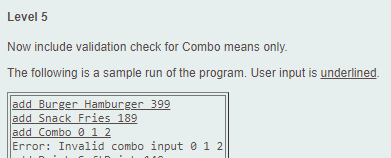 Level 5
Now include validation check for Combo means only.
The following is a sample run of the program. User input is underlined.
add Burger Hamburger 399
add Snack Fries 189
add Combo 0 1 2
Error: Invalid combo input 0 1 2